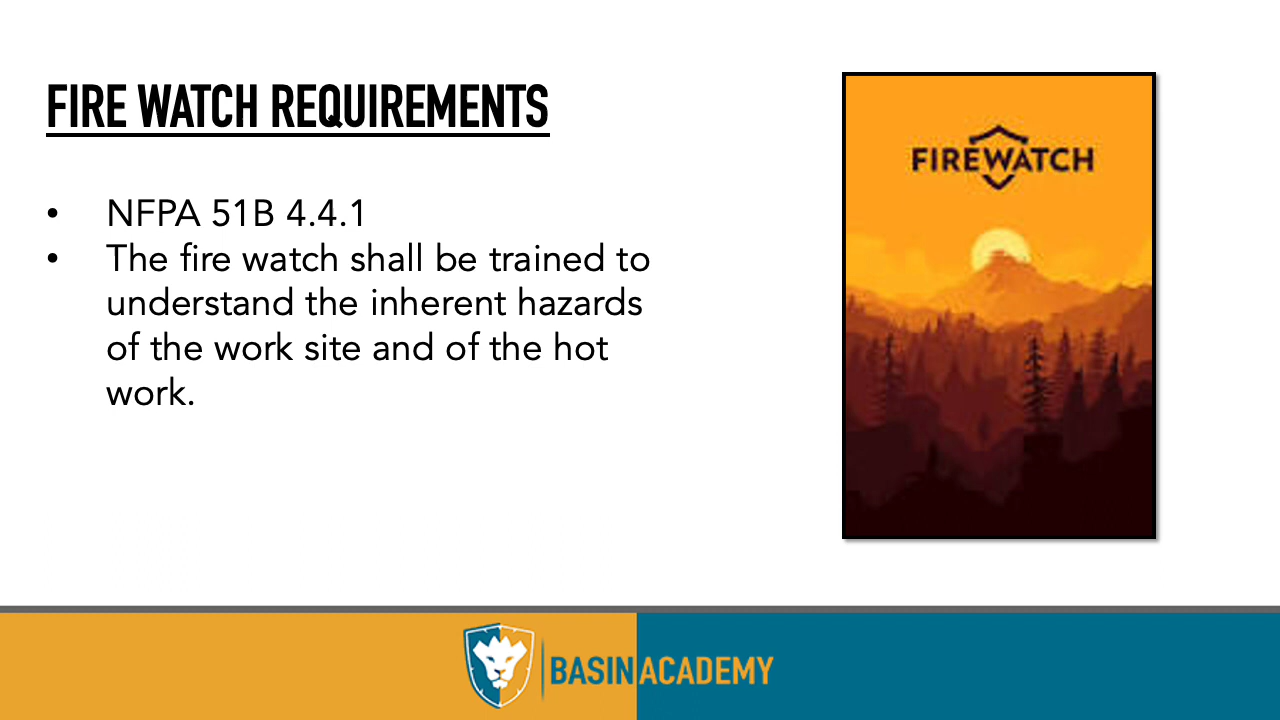 FIRE WATCH REQUIREMENTS
• NFPA 51B 4.4.1
• The fire watch shall be trained to
understand the inherent hazards
of the work site and of the hot
work.
FIREWATCH
BASIN ACADEMY